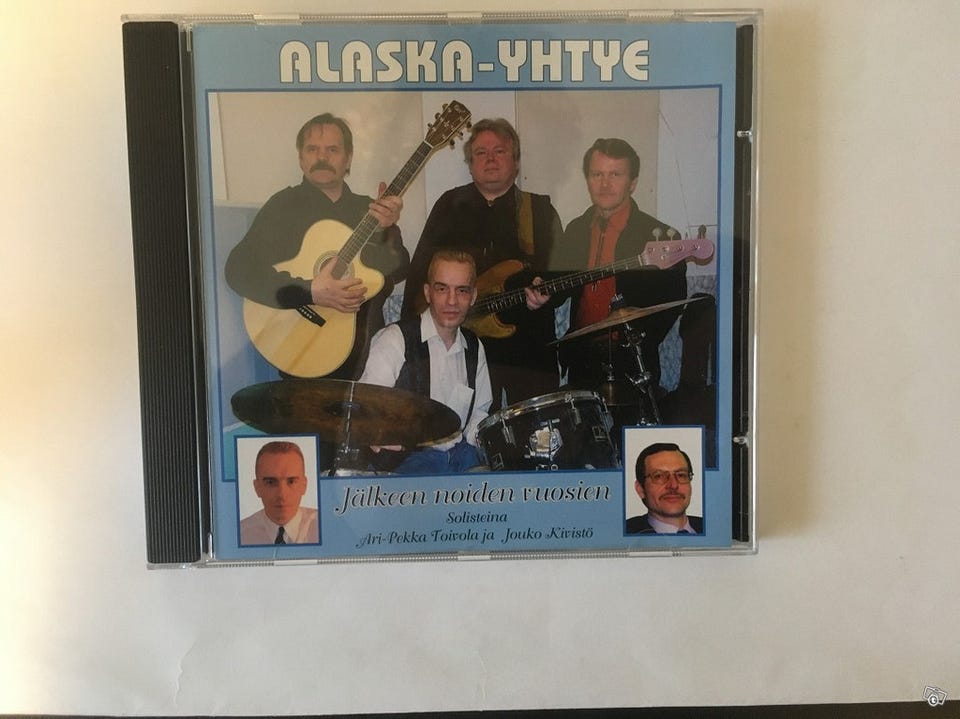 ALASKA-YHTYE
Jälkeen noiden vuosien
Solisteina
Ari-Pekka Toivola ja Jouko Kivistö